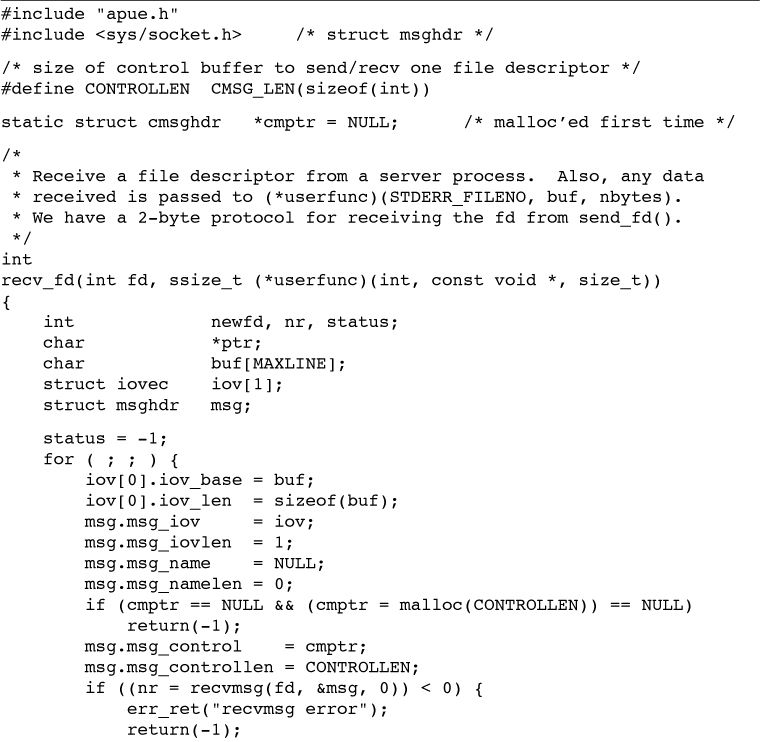 #include "apue.h"
#include <sys/socket.h>     /* struct msghdr */
/* size of control buffer to send/recv one file descriptor */
#define CONTROLLEN  CMSG_LEN(sizeof(int))
static struct cmsghdr   *cmptr = NULL;      /* malloc’ed first time */
/*
 * Receive a file descriptor from a server process.  Also, any data
 * received is passed to (*userfunc)(STDERR_FILENO, buf, nbytes).
 * We have a 2-byte protocol for receiving the fd from send_fd().
 */
int
recv_fd(int fd, ssize_t (*userfunc)(int, const void *, size_t))
{
    int             newfd, nr, status;
    char            *ptr;
    char            buf[MAXLINE];
    struct iovec    iov[1];
    struct msghdr   msg;
    status = -1;
    for ( ; ; ) {
        iov[0].iov_base = buf;
        iov[0].iov_len  = sizeof(buf);
        msg.msg_iov     = iov;
        msg.msg_iovlen  = 1;
        msg.msg_name    = NULL;
        msg.msg_namelen = 0;
        if (cmptr == NULL && (cmptr = malloc(CONTROLLEN)) == NULL)
            return(-1);
        msg.msg_control    = cmptr;
        msg.msg_controllen = CONTROLLEN;
        if ((nr = recvmsg(fd, &msg, 0)) < 0) {
            err_ret("recvmsg error");
            return(-1);